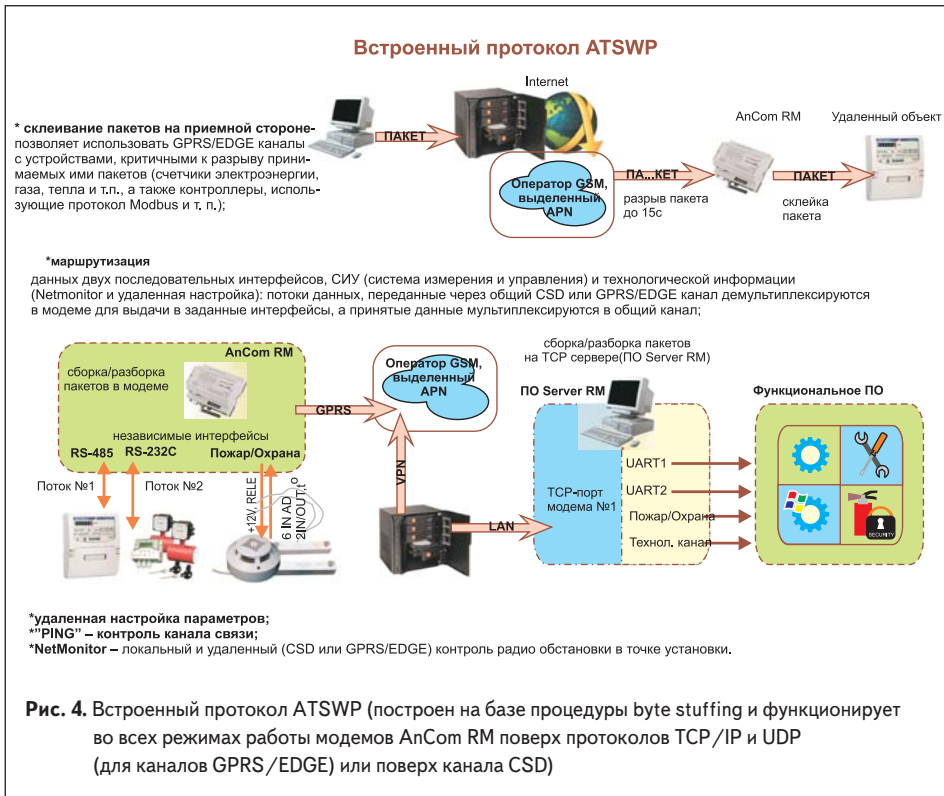 Встроенный протокол ATSWP
Internet
* склеивание пакетов на приемной стороне-
позволяет использовать GPRS/EDGE каналы
с устройствами, критичными к разрыву прини-
маемых ими пакетов (счетчики электроэнергии,
газа, тепла и т.п., а также контроллеры, исполь-
зующие протокол Modbus и т. п.);
ПАКЕТ
Оператор GSM,
выделенный
APN
ПА...КЕТ
разрыв пакета
до 15с
AnCom RM
ПАКЕТ
склейка
пакета
Удаленный объект
*маршрутизация
данных двух последовательных интерфейсов, СИУ (система измерения и управления) и технологической информации
(Netmonitor и удаленная настройка): потоки данных, переданные через общий CSD или GPRS/EDGE канал демультиплексируются
в модеме для выдачи в заданные интерфейсы, а принятые данные мультиплексируются в общий канал;
AnCom RM
сборка/разборка
пакетов в модеме
независимые интерфейсы
RS-485
RS-232C
Пожар/Охрана
Поток №1
Поток №2
+12V, RELE
6 IN AD
2IN/OUT,t°
GPRS
Оператор GSM,
выделенный
APN
VPN
LAN
сборка/разборка пакетов
на TCP сервере(ПО Server RM)
ПО Server RM
TCP-порт
модема №1
UART1
UART2
Пожар/Охрана
Технол. канал
Функциональное ПО
SECURITY
*удаленная настройка параметров;
*"PING" – контроль канала связи;
*NetMonitor – локальный и удаленный (CSD или GPRS/EDGE) контроль радио обстановки в точке установки.
Рис. 4. Встроенный протокол ATSWP (построен на базе процедуры byte stuffing и функционирует
во всех режимах работы модемов AnCom RM поверх протоколов TCP/IP и UDP
(для каналов GPRS/EDGE) или поверх канала CSD)